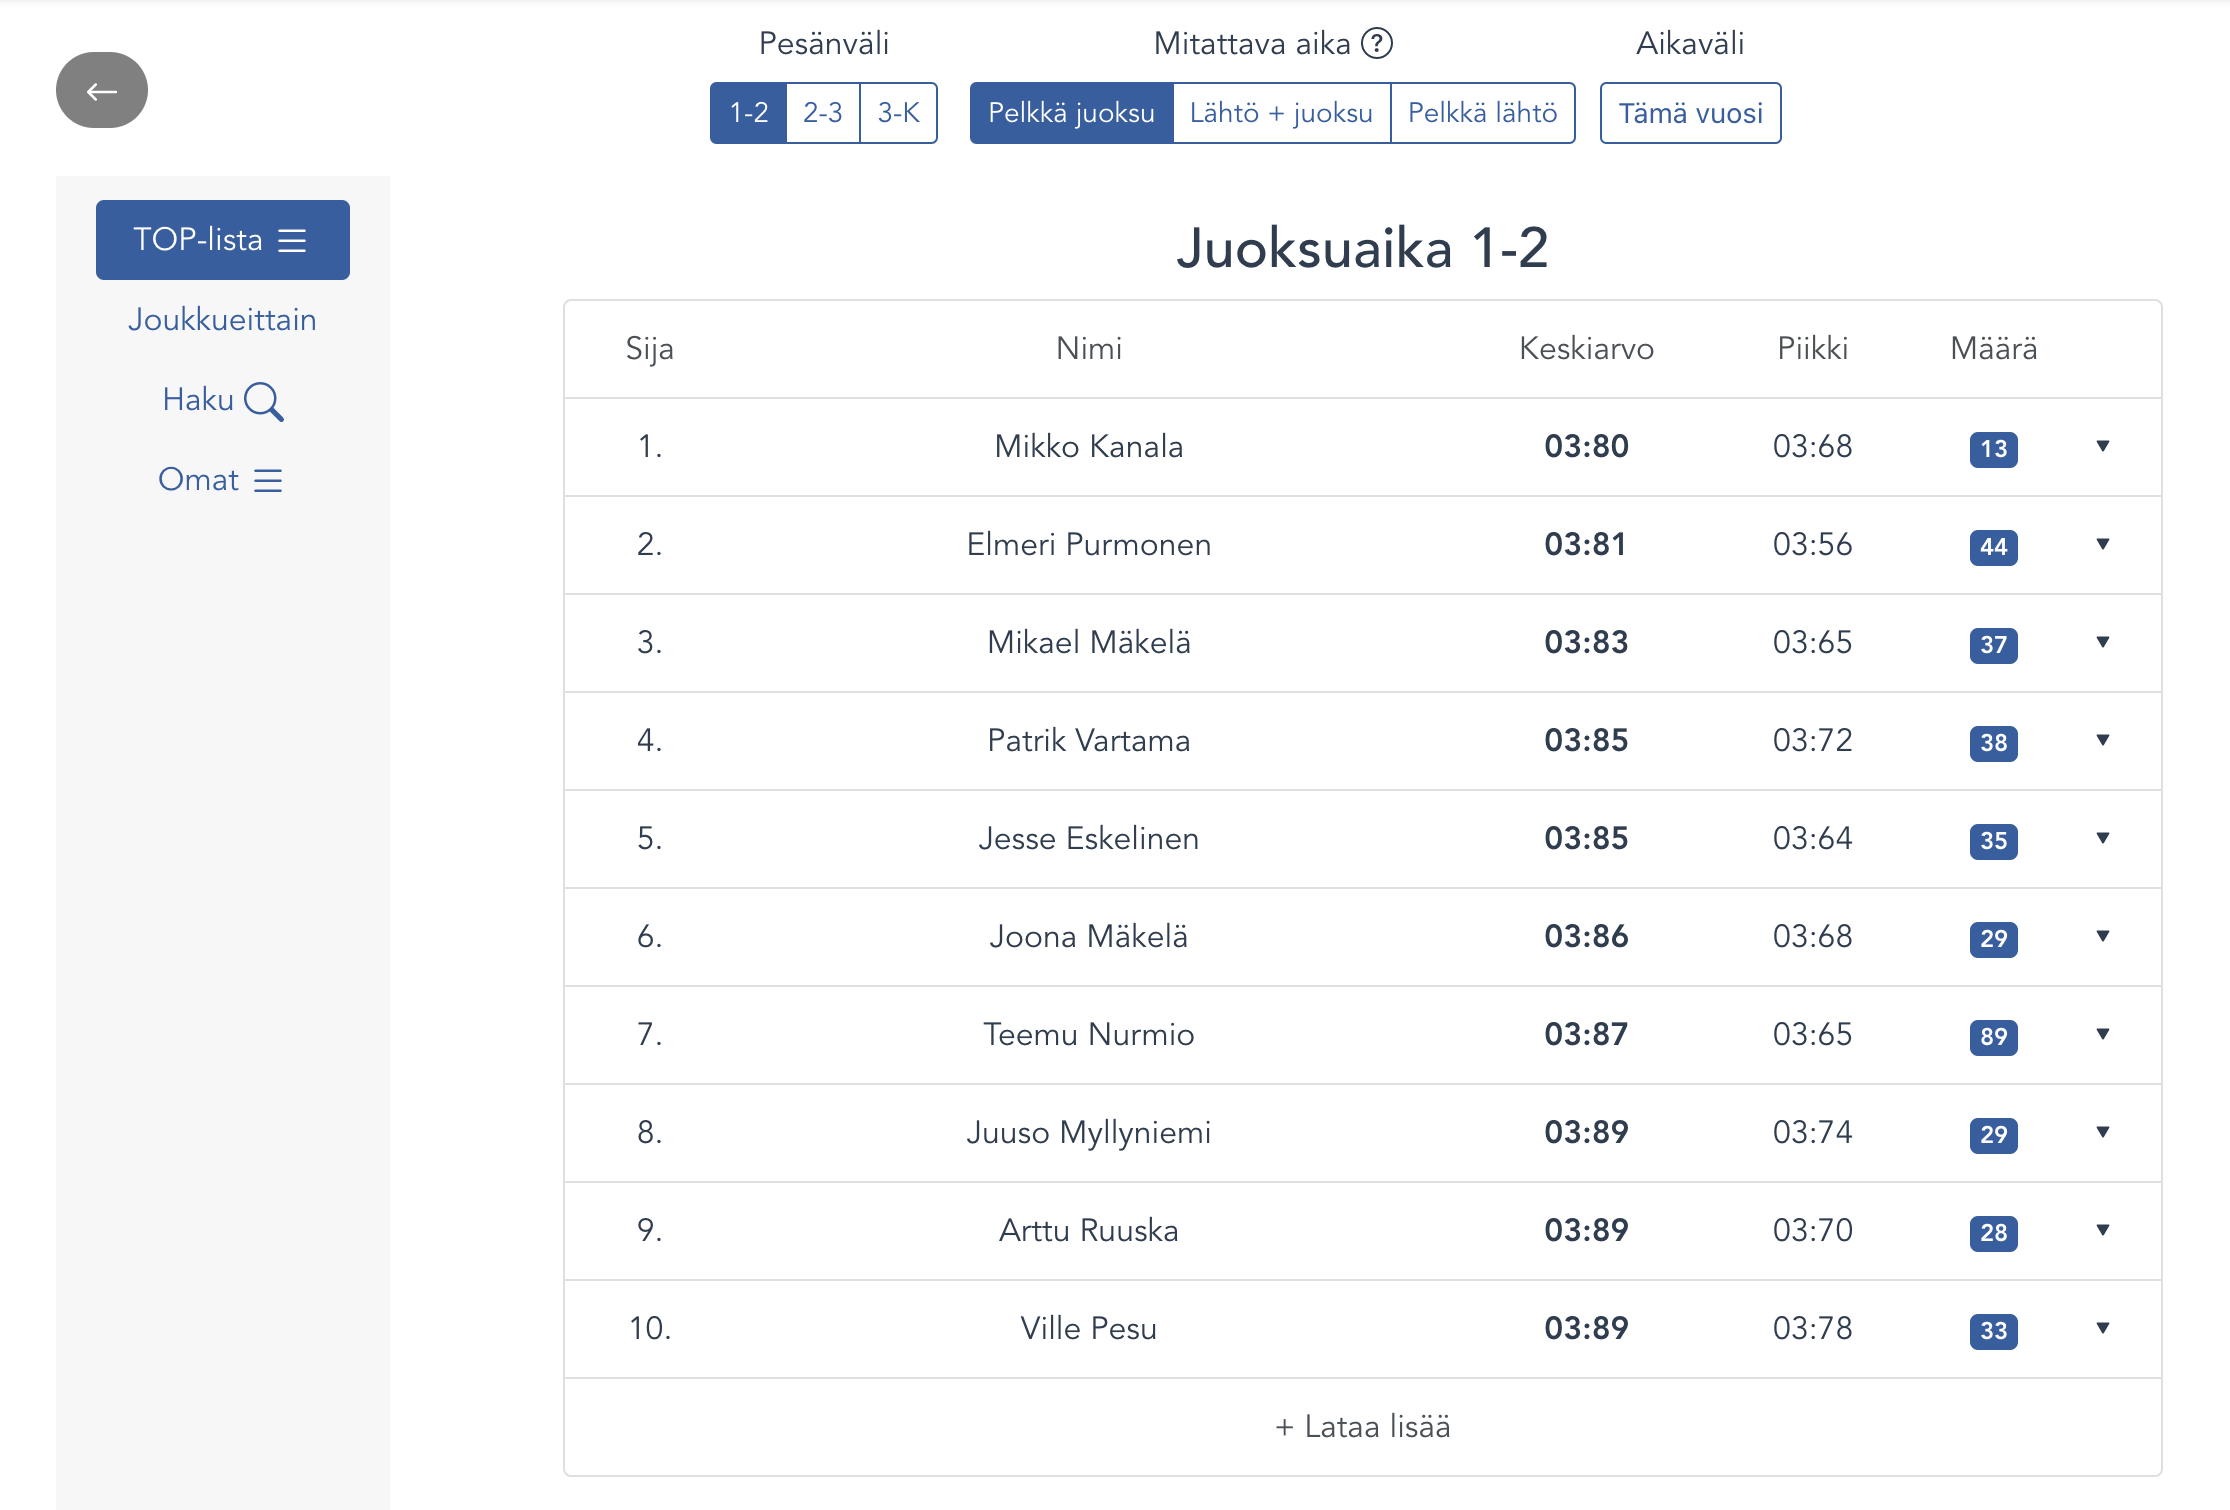 Pesänväli Mitattava aika ? Aikaväli
1-2 2-3 3-K Pelkkä juoksu Lähtö + juoksu Pelkkä lähtö Tämä vuosi
TOP-lista
Joukkueittain
Haku
Omat
Juoksuaika 1-2
Sija Nimi Keskiarvo Piikki Määrä
1. Mikko Kanala 03:80 03:68 13
2. Elmeri Purmonen 03:81 03:56 44
3. Mikael Mäkelä 03:83 03:65 37
4. Patrik Vartama 03:85 03:72 38
5. Jesse Eskelinen 03:85 03:64 35
6. Joona Mäkelä 03:86 03:68 29
7. Teemu Nurmio 03:87 03:65 89
8. Juuso Myllyniemi 03:89 03:74 29
9. Arttu Ruuska 03:89 03:70 28
10. Ville Pesu 03:89 03:78 33
+ Lataa lisää